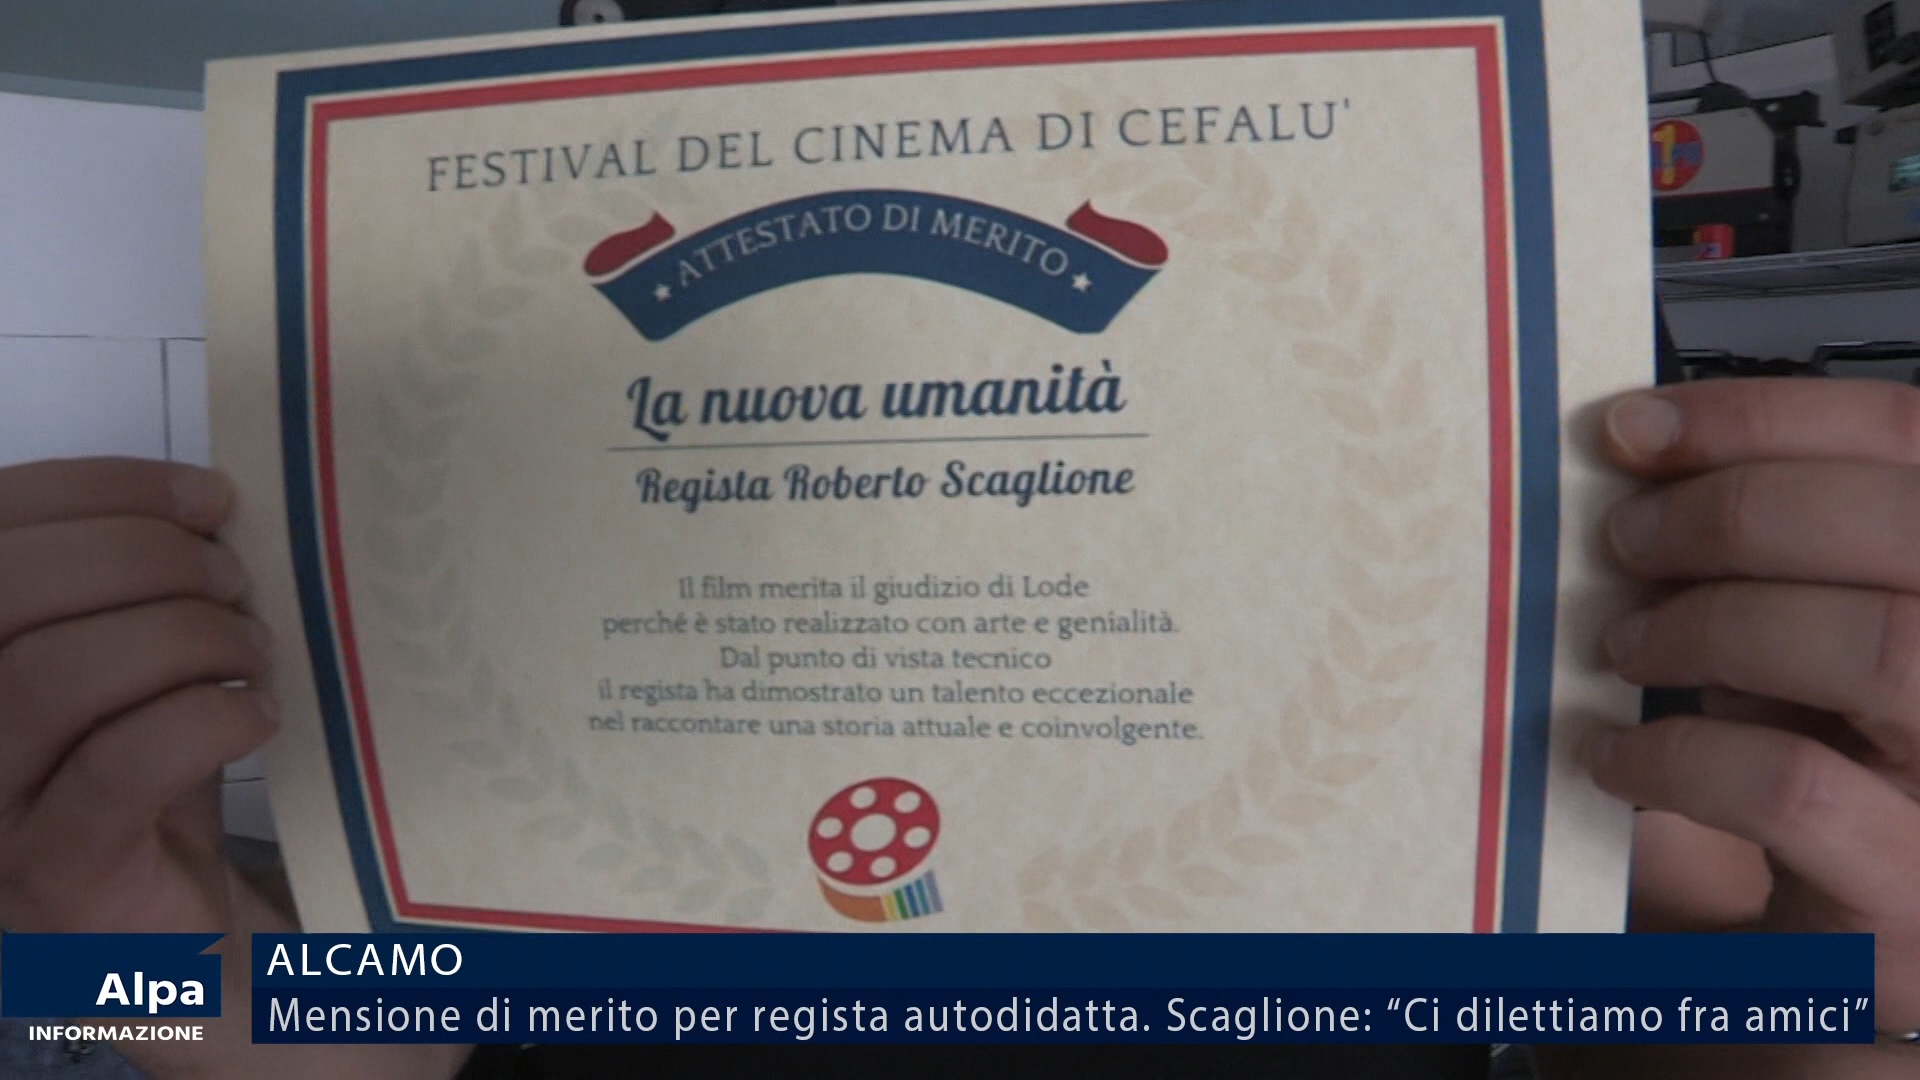 FESTIVAL DEL CINEMA DI CEFALU'
ATTESTATO DI MERITO
La nuova umanità
Regista Roberto Scaglione
Il film merita il giudizio di Lode
perché è stato realizzato con arte e genialità.
Dal punto di vista tecnico
il regista ha dimostrato un talento eccezionale
nel raccontare una storia attuale e coinvolgente.
1
Alpa
INFORMAZIONE
ALCAMO
Mensione di merito per regista autodidatta. Scaglione: “Ci dilettiamo fra amici”